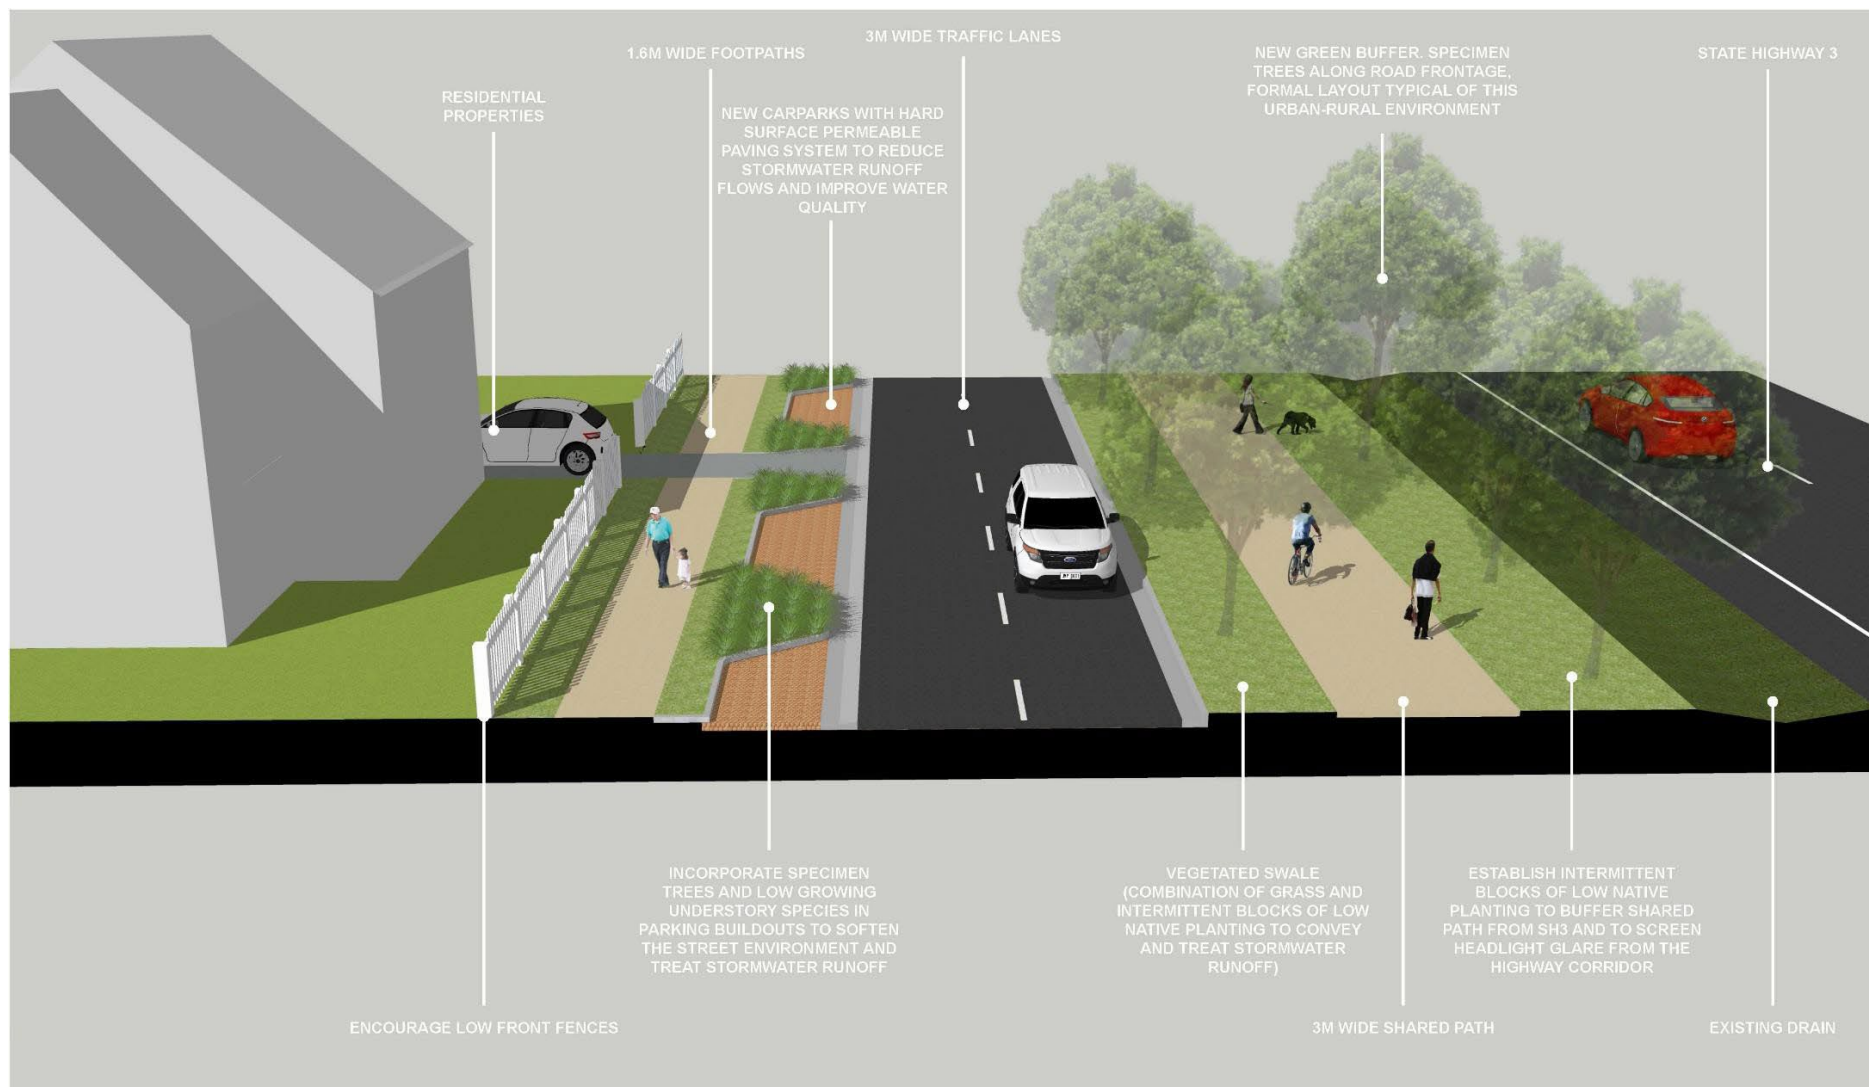 RESIDENTIAL
PROPERTIES
1.6M WIDE FOOTPATHS
NEW CARPARKS WITH HARD
SURFACE PERMEABLE
PAVING SYSTEM TO REDUCE
STORMWATER RUNOFF
FLOWS AND IMPROVE WATER
QUALITY
3M WIDE TRAFFIC LANES
NEW GREEN BUFFER. SPECIMEN
TREES ALONG ROAD FRONTAGE,
FORMAL LAYOUT TYPICAL OF THIS
URBAN-RURAL ENVIRONMENT
STATE HIGHWAY 3
ENCOURAGE LOW FRONT FENCES
INCORPORATE SPECIMEN
TREES AND LOW GROWING
UNDERSTORY SPECIES IN
PARKING BUILDOUTS TO SOFTEN
THE STREET ENVIRONMENT AND
TREAT STORMWATER RUNOFF
VEGETATED SWALE
(COMBINATION OF GRASS AND
INTERMITTENT BLOCKS OF LOW
NATIVE PLANTING TO CONVEY
AND TREAT STORMWATER
RUNOFF)
3M WIDE SHARED PATH
ESTABLISH INTERMITTENT
BLOCKS OF LOW NATIVE
PLANTING TO BUFFER SHARED
PATH FROM SH3 AND TO SCREEN
HEADLIGHT GLARE FROM THE
HIGHWAY CORRIDOR
EXISTING DRAIN